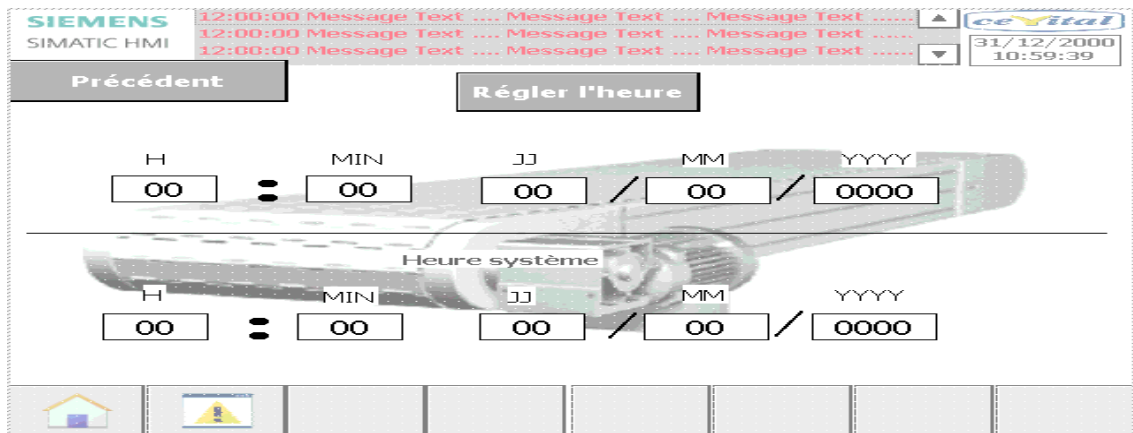 SIEMENS
SIMATIC HMI
12:00:00 Message Text .... Message Text .... Message Text .....
12:00:00 Message Text .... Message Text .... Message Text .....
12:00:00 Message Text .... Message Text .... Message Text .....
cevital
31/12/2000
10:59:39
Précédent
Régler l'heure
H MIN JJ MM YYYY
00 : 00 00 / 00 / 0000
Heure système
H MIN JJ MM YYYY
00 : 00 00 / 00 / 0000